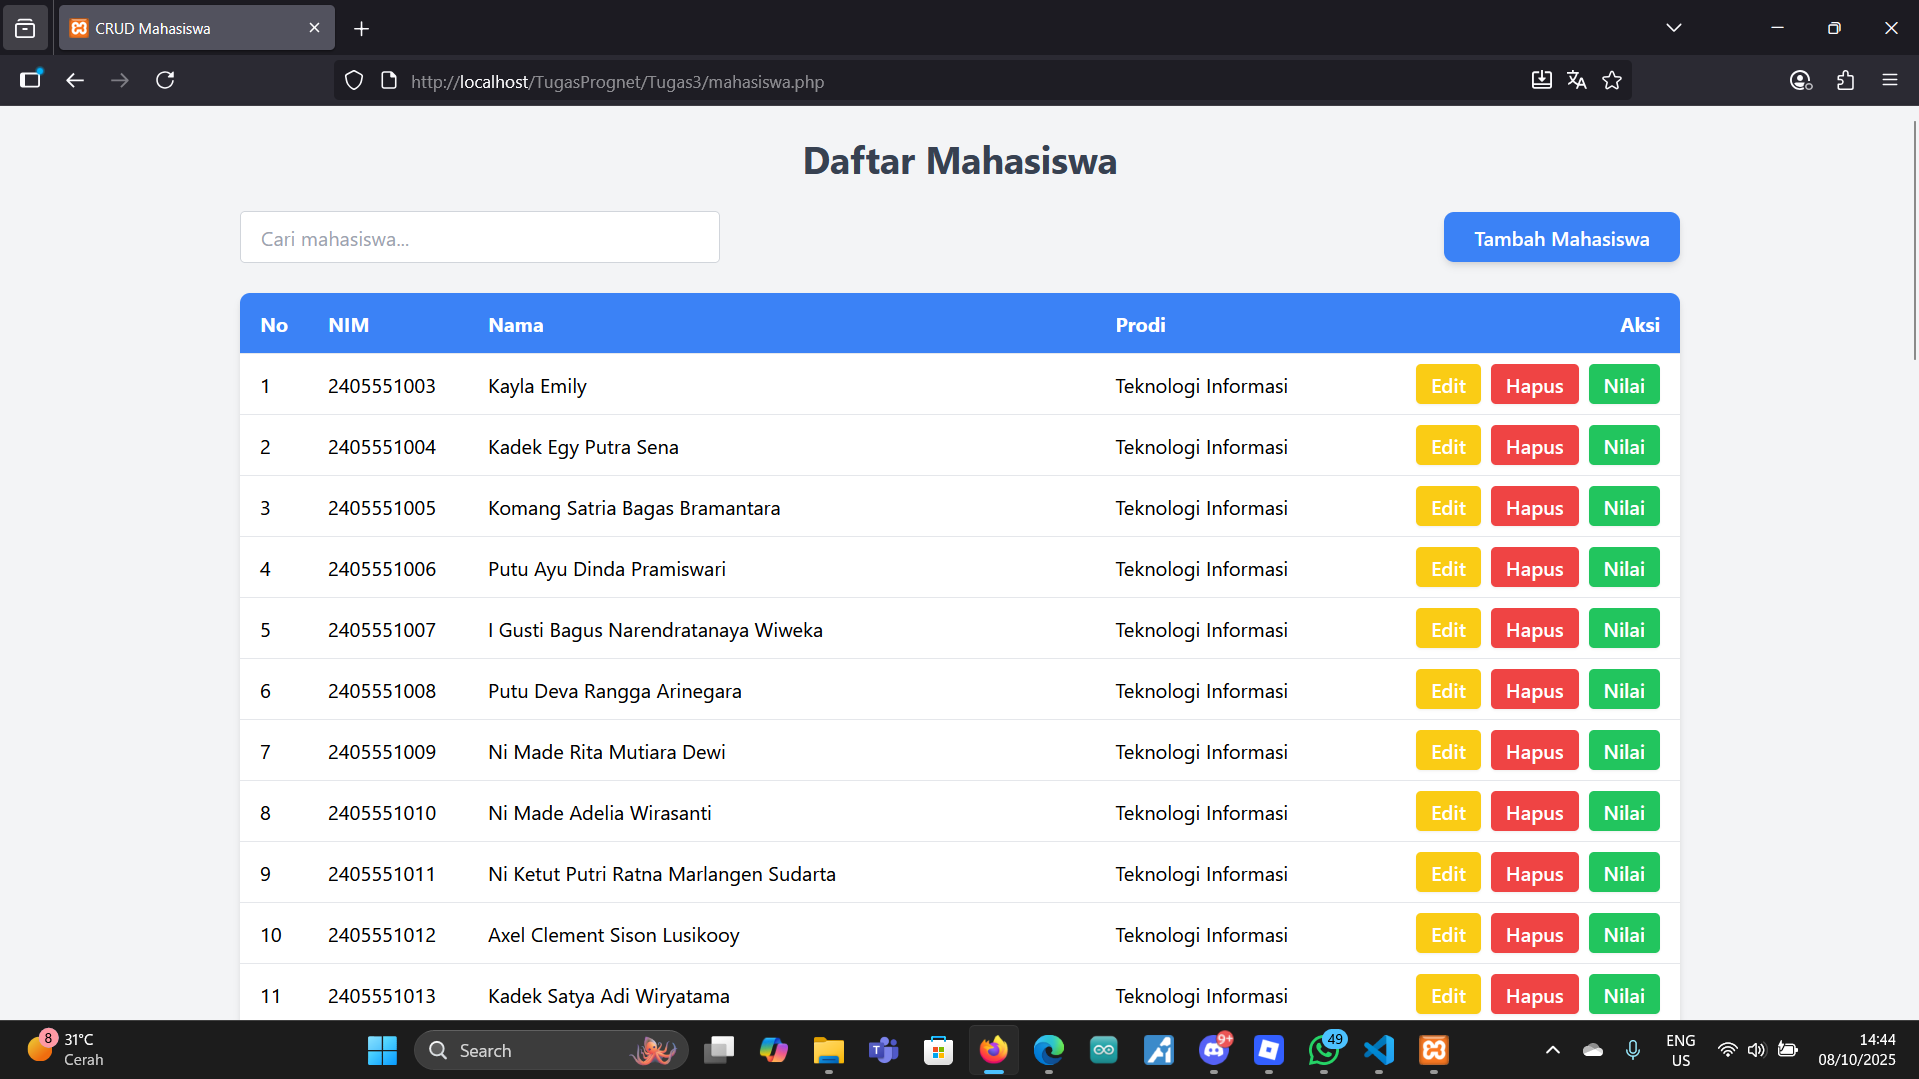 CRUD Mahasiswa
http://localhost/TugasPrognet/Tugas3/mahasiswa.php
Daftar Mahasiswa
Cari mahasiswa...
Tambah Mahasiswa
No NIM Nama Prodi Aksi
1 2405551003 Kayla Emily Teknologi Informasi Edit Hapus Nilai
2 2405551004 Kadek Egy Putra Sena Teknologi Informasi Edit Hapus Nilai
3 2405551005 Komang Satria Bagas Bramantara Teknologi Informasi Edit Hapus Nilai
4 2405551006 Putu Ayu Dinda Pramiswari Teknologi Informasi Edit Hapus Nilai
5 2405551007 I Gusti Bagus Narendratanaya Wiweka Teknologi Informasi Edit Hapus Nilai
6 2405551008 Putu Deva Rangga Arinegara Teknologi Informasi Edit Hapus Nilai
7 2405551009 Ni Made Rita Mutiara Dewi Teknologi Informasi Edit Hapus Nilai
8 2405551010 Ni Made Adelia Wirasanti Teknologi Informasi Edit Hapus Nilai
9 2405551011 Ni Ketut Putri Ratna Marlangen Sudarta Teknologi Informasi Edit Hapus Nilai
10 2405551012 Axel Clement Sison Lusikooy Teknologi Informasi Edit Hapus Nilai
11 2405551013 Kadek Satya Adi Wiryatama Teknologi Informasi Edit Hapus Nilai
8
31°C
Cerah
Search
9+
49
ENG
US
14:44
08/10/2025